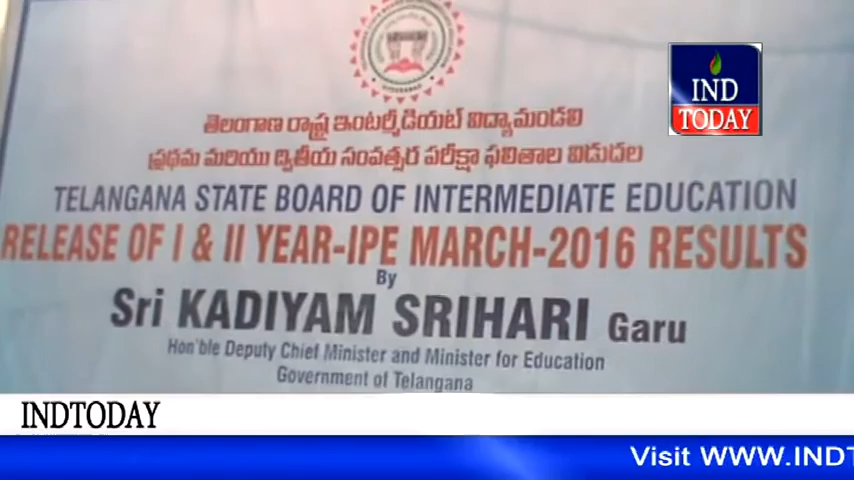 IND
TODAY
తెలంగాణ రాష్ట్ర ఇంటర్మీడియట్ విద్యామండలి
ప్రథమ మరియు ద్వితీయ సంవత్సర పరీక్షా ఫలితాల విడుదల
TELANGANA STATE BOARD OF INTERMEDIATE EDUCATION
RELEASE OF I & II YEAR-IPE MARCH-2016 RESULTS
By
Sri KADIYAM SRIHARI Garu
Hon'ble Deputy Chief Minister and Minister for Education
Government of Telangana
INDTODAY
Visit WWW.INDT